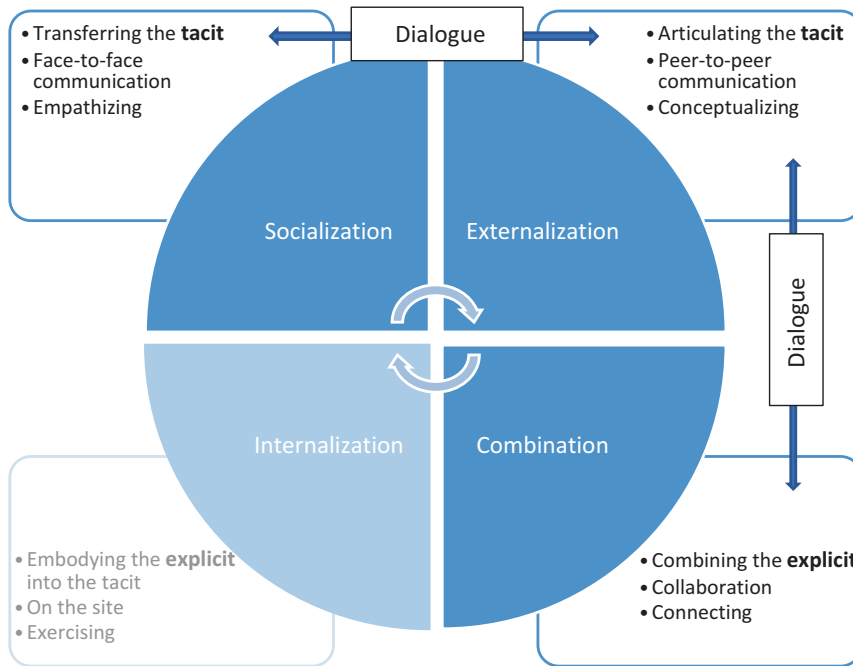 • Transferring the tacit
• Face-to-face
communication
• Empathizing
Dialogue
• Articulating the tacit
• Peer-to-peer
communication
• Conceptualizing
Socialization
Externalization
Dialogue
Internalization
Combination
• Embodying the explicit
into the tacit
• On the site
• Exercising
• Combining the explicit
• Collaboration
• Connecting